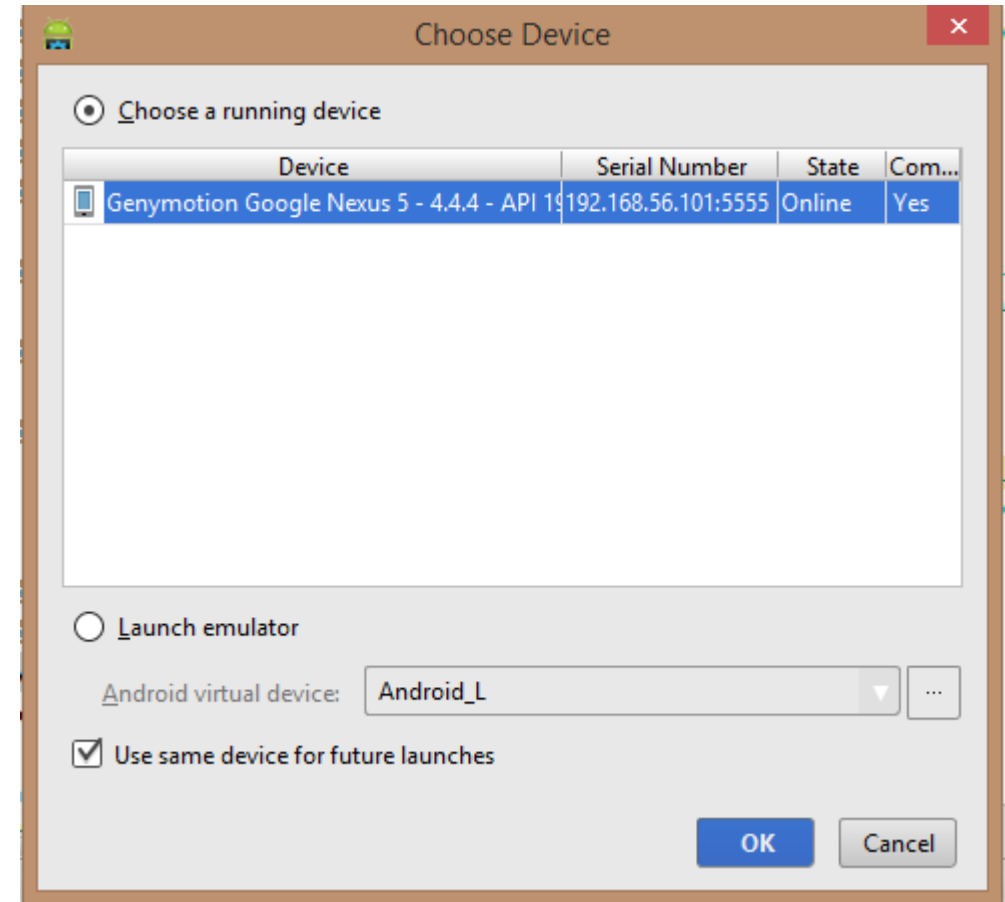 Choose Device
Choose a running device
Device Serial Number State Com...
Genymotion Google Nexus 5 - 4.4.4 - API 19 192.168.56.101:5555 Online Yes
Launch emulator
Android virtual device: Android_L ...
Use same device for future launches
OK Cancel